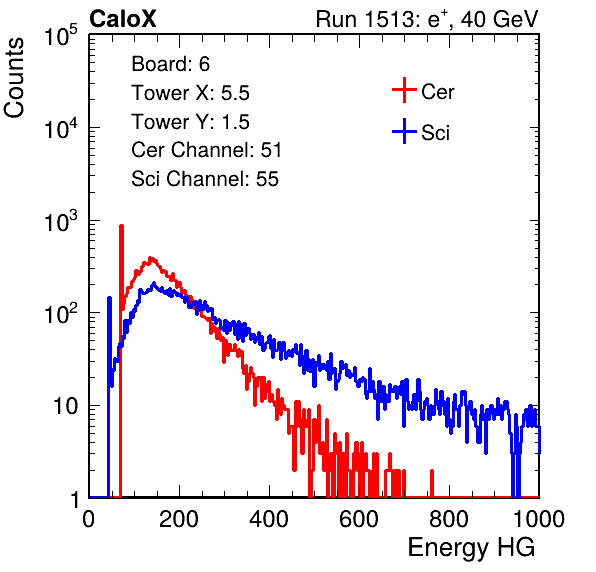 CaloX Run 1513: e⁺, 40 GeV
Counts
Board: 6
Tower X: 5.5
Tower Y: 1.5
Cer Channel: 51
Sci Channel: 55
Cer
Sci
10⁵
10⁴
10³
10²
10
1
0 200 400 600 800 1000
Energy HG